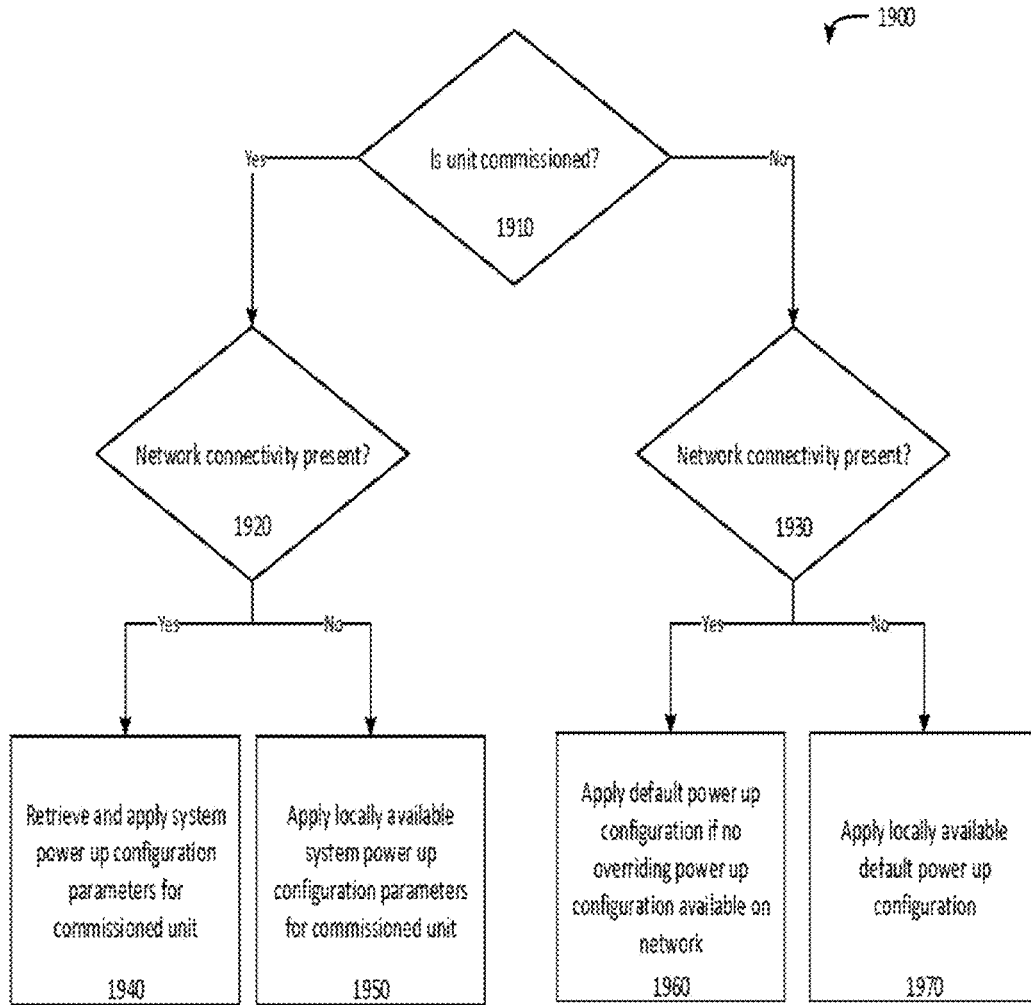 1900
Is unit commissioned?
1910
Yes
No
Network connectivity present?
1920
Network connectivity present?
1930
Yes
No
Yes
No
Retrieve and apply system
power up configuration
parameters for
commissioned unit
1940
Apply locally available
system power up
configuration parameters
for commissioned unit
1950
Apply default power up
configuration if no
overriding power up
configuration available on
network
1960
Apply locally available
default power up
configuration
1970